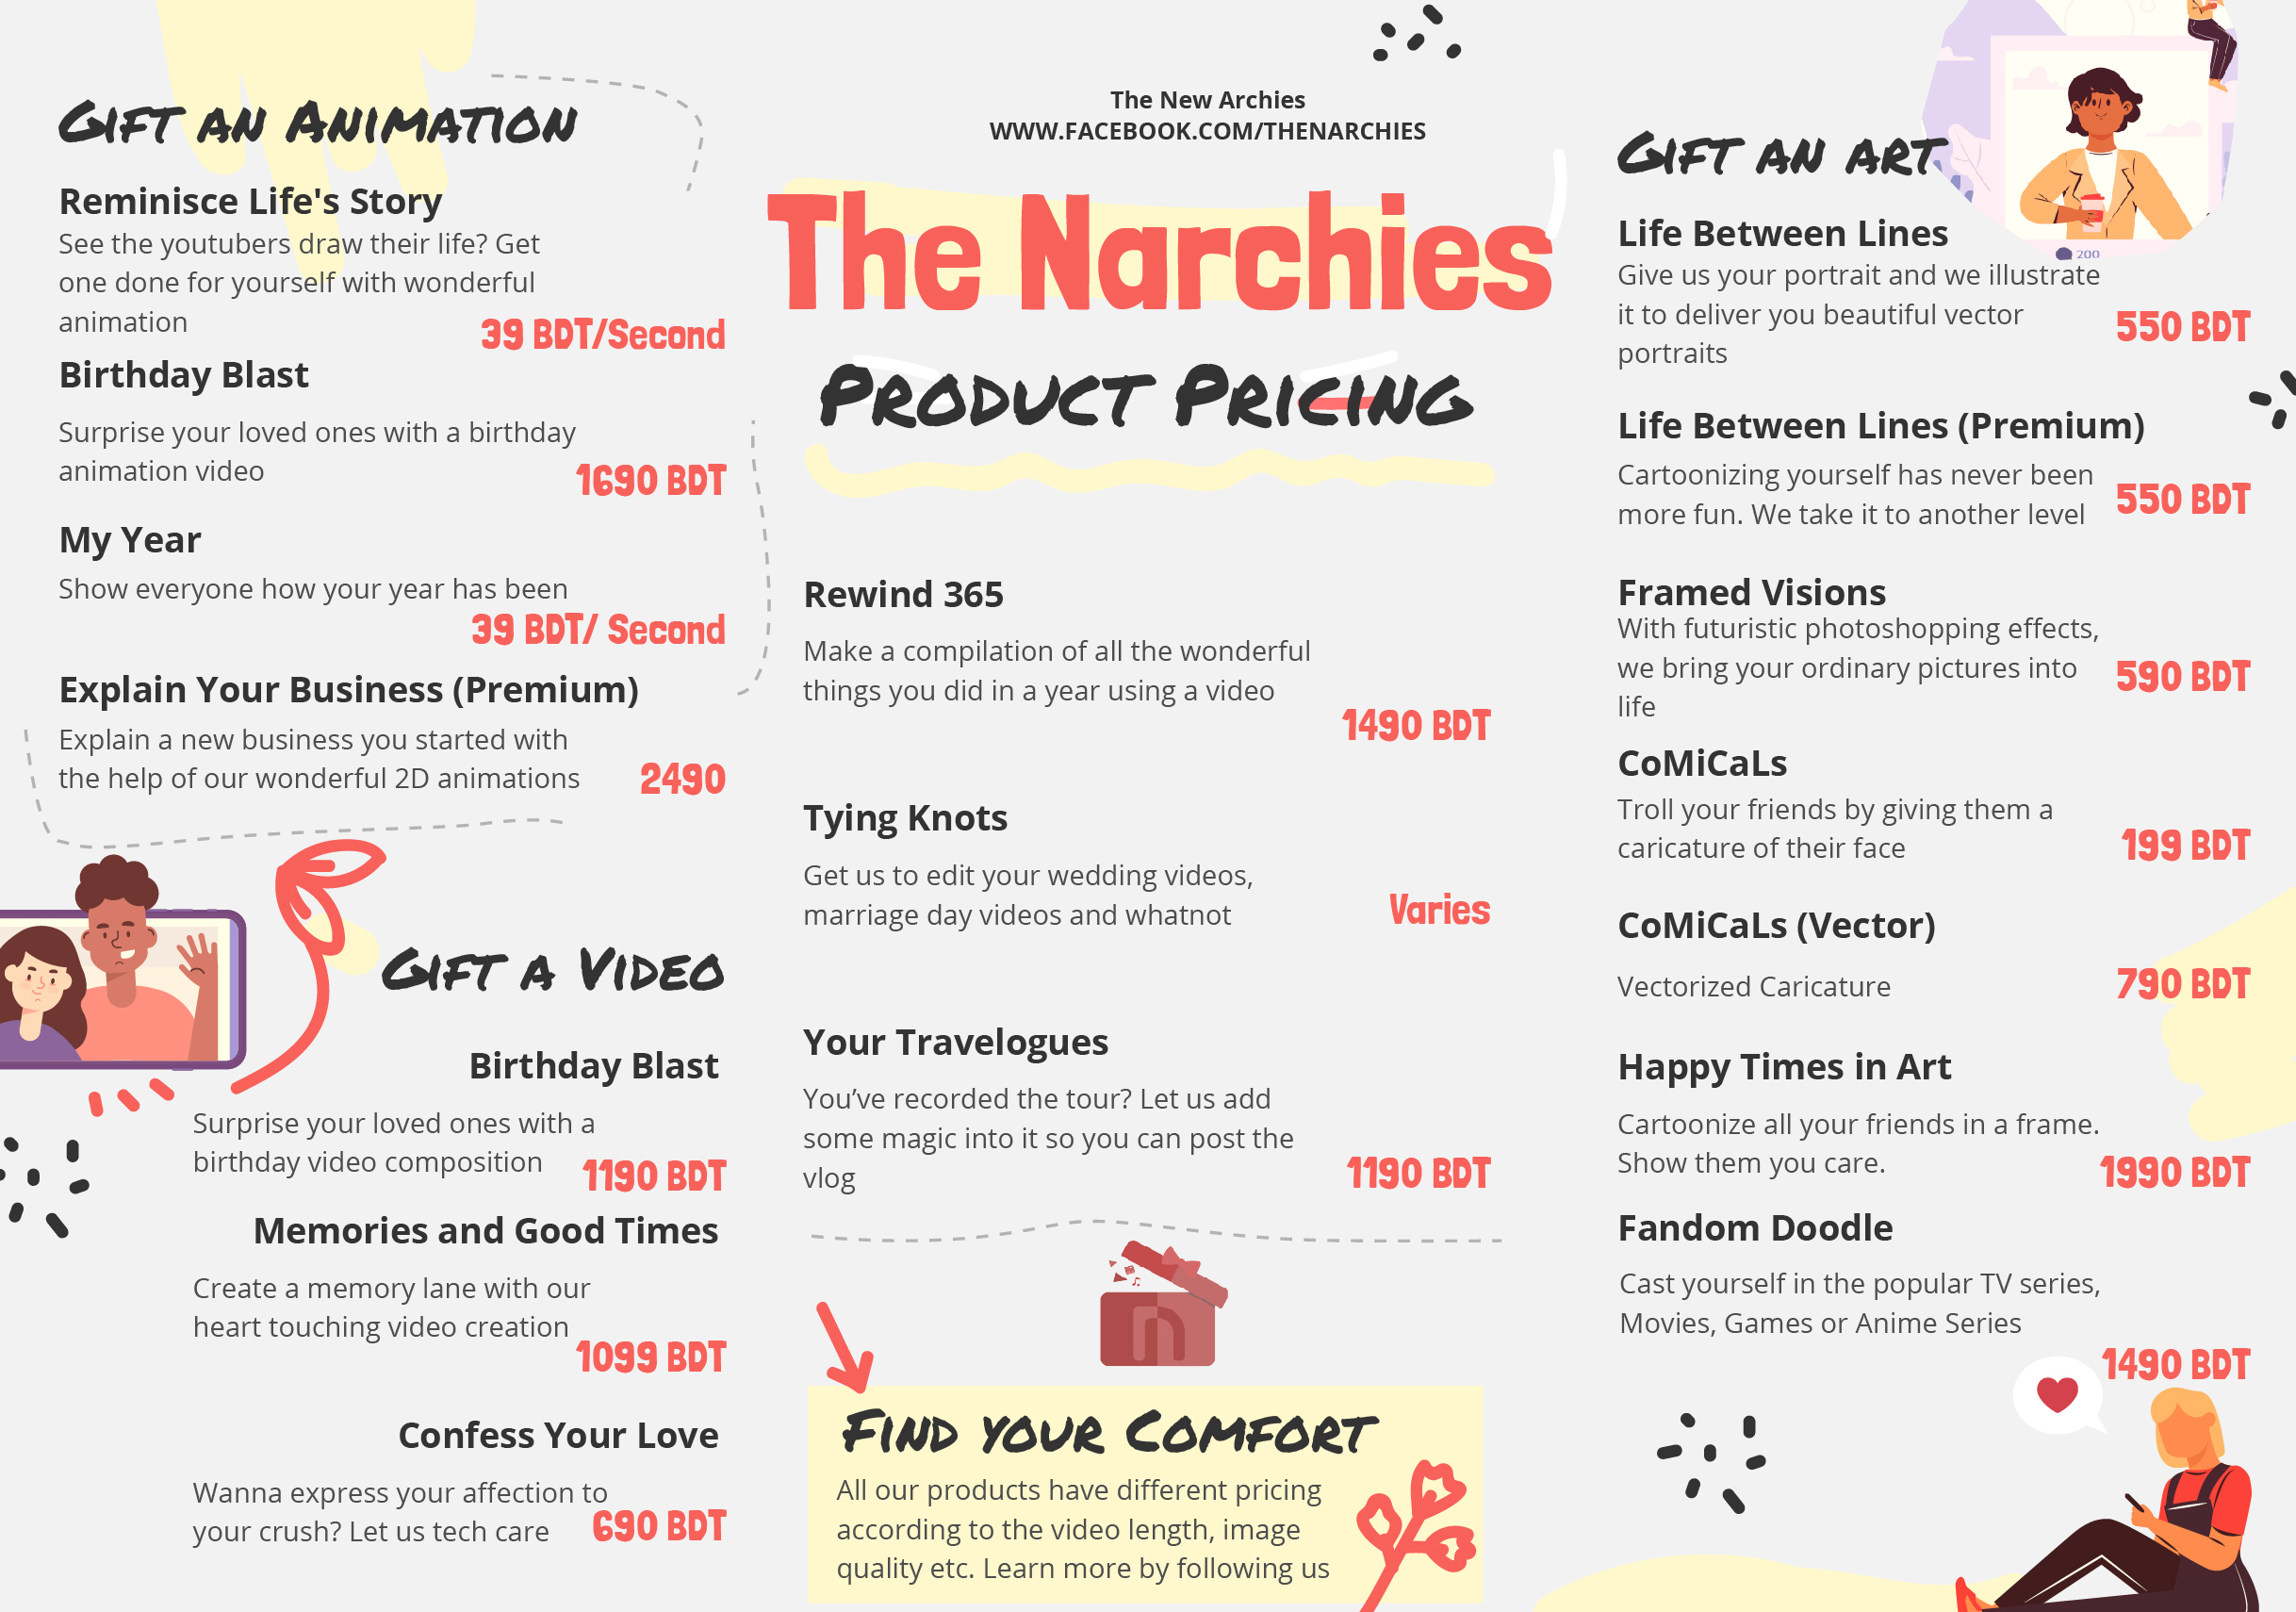 Gift an Animation
Reminisce Life's Story
See the youtubers draw their life? Get
one done for yourself with wonderful
animation
39 BDT/Second
Birthday Blast
Surprise your loved ones with a birthday
animation video
1690 BDT
My Year
Show everyone how your year has been
39 BDT/ Second
Explain Your Business (Premium)
Explain a new business you started with
the help of our wonderful 2D animations
2490
Gift a Video
Birthday Blast
Surprise your loved ones with a
birthday video composition
1190 BDT
Memories and Good Times
Create a memory lane with our
heart touching video creation
1099 BDT
Confess Your Love
Wanna express your affection to
your crush? Let us tech care
690 BDT
The New Archies
WWW.FACEBOOK.COM/THENARCHIES
The Narchies
Product Pricing
Rewind 365
Make a compilation of all the wonderful
things you did in a year using a video
1490 BDT
Tying Knots
Get us to edit your wedding videos,
marriage day videos and whatnot
Varies
Your Travelogues
You’ve recorded the tour? Let us add
some magic into it so you can post the
vlog
1190 BDT
n
Find your Comfort
All our products have different pricing
according to the video length, image
quality etc. Learn more by following us
200
Gift an art
Life Between Lines
Give us your portrait and we illustrate
it to deliver you beautiful vector
portraits
550 BDT
Life Between Lines (Premium)
Cartoonizing yourself has never been
more fun. We take it to another level
550 BDT
Framed Visions
With futuristic photoshopping effects,
we bring your ordinary pictures into
life
590 BDT
CoMiCaLs
Troll your friends by giving them a
caricature of their face
199 BDT
CoMiCaLs (Vector)
Vectorized Caricature
790 BDT
Happy Times in Art
Cartoonize all your friends in a frame.
Show them you care.
1990 BDT
Fandom Doodle
Cast yourself in the popular TV series,
Movies, Games or Anime Series
1490 BDT